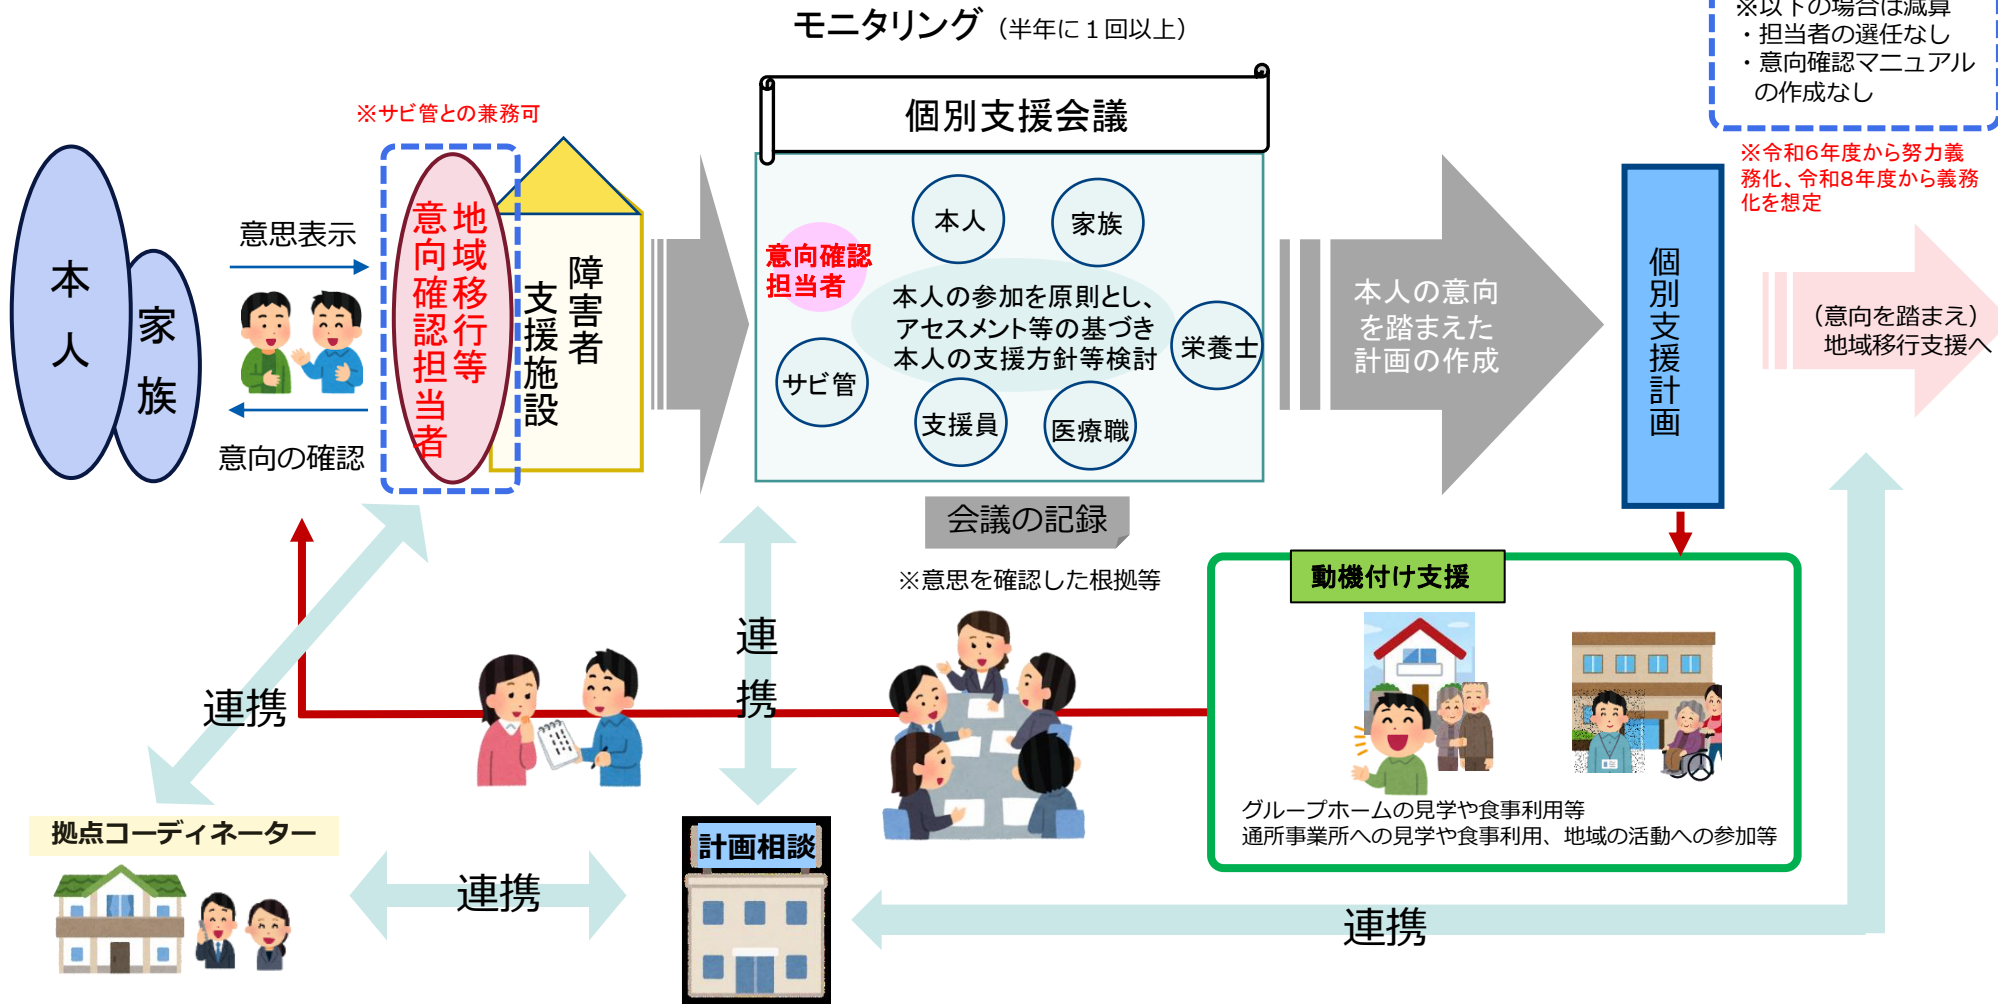 モニタリング（半年に１回以上）
※以下の場合は減算
・担当者の選任なし
・意向確認マニュアル
の作成なし
※サビ管との兼務可
個別支援会議
※令和6年度から努力義
務化、令和8年度から義務
化を想定
本人
家族
意思表示
意向の確認
地域移行等
意向確認担当者
障害者
支援施設
本人
家族
意向確認
担当者
本人の参加を原則とし、
アセスメント等の基づき
本人の支援方針等検討
栄養士
サビ管
支援員
医療職
本人の意向
を踏まえた
計画の作成
個別支援計画
（意向を踏まえ）
地域移行支援へ
会議の記録
※意思を確認した根拠等
動機付け支援
連携
連携
グループホームの見学や食事利用等
通所事業所への見学や食事利用、地域の活動への参加等
拠点コーディネーター
計画相談
連携
連携